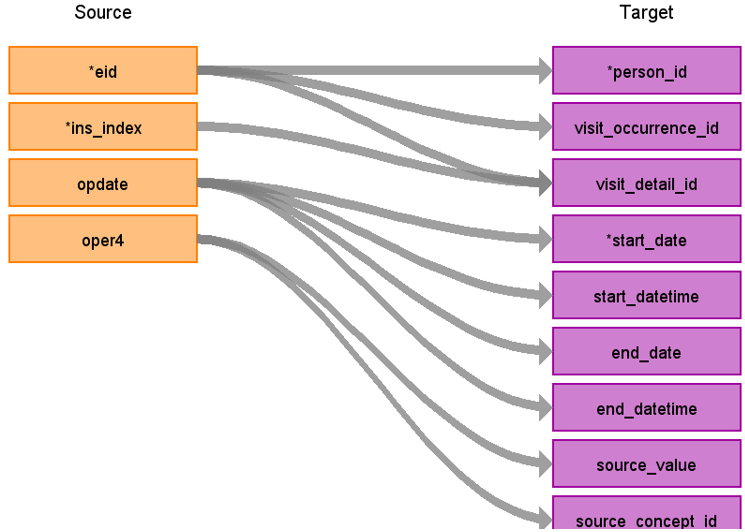 Source
Target
*eid
*person_id
*ins_index
visit_occurrence_id
opdate
visit_detail_id
oper4
*start_date
start_datetime
end_date
end_datetime
source_value
source_concept_id